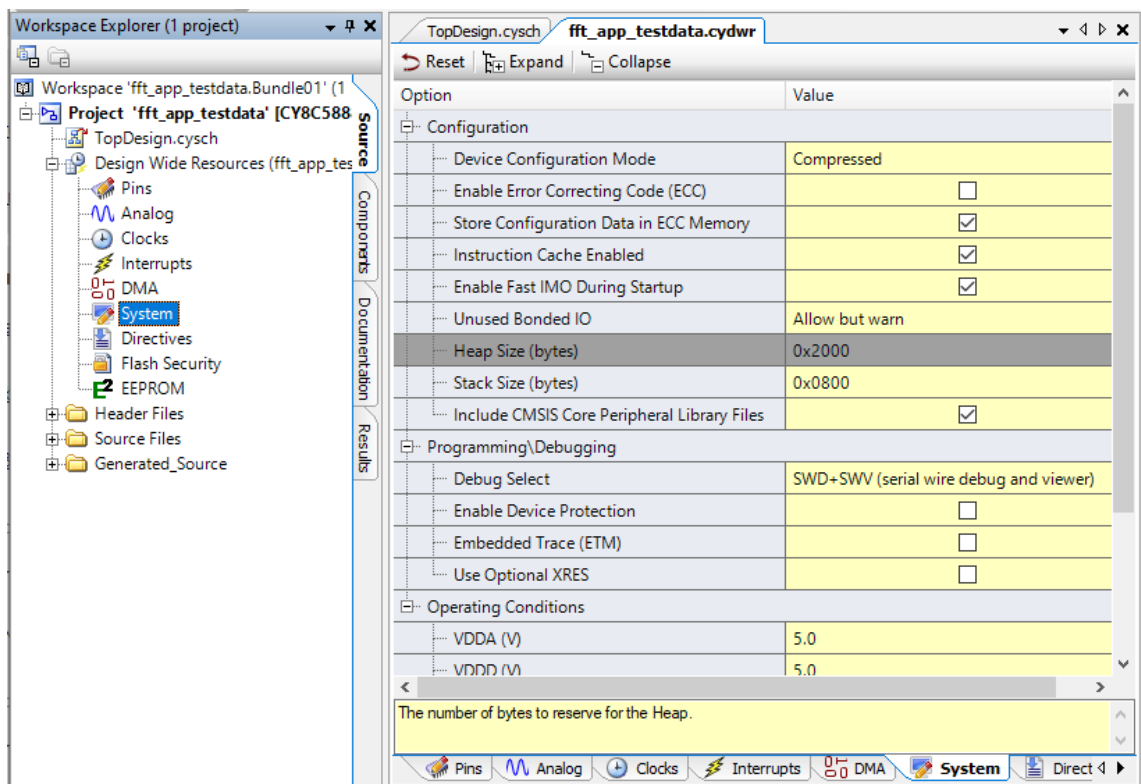 Workspace Explorer (1 project)
Workspace 'fft_app_testdata.Bundle01' (1
Project 'fft_app_testdata' [CY8C588
TopDesign.cysch
Design Wide Resources (fft_app_tes
Pins
Analog
Clocks
Interrupts
DMA
System
Directives
Flash Security
EEPROM
Header Files
Source Files
Generated_Source
Source
Components
Documentation
Results
TopDesign.cysch
fft_app_testdata.cydwr
Reset Expand Collapse
Option Value
Configuration
Device Configuration Mode Compressed
Enable Error Correcting Code (ECC)
Store Configuration Data in ECC Memory
Instruction Cache Enabled
Enable Fast IMO During Startup
Unused Bonded IO Allow but warn
Heap Size (bytes) 0x2000
Stack Size (bytes) 0x0800
Include CMSIS Core Peripheral Library Files
Programming\Debugging
Debug Select SWD+SWV (serial wire debug and viewer)
Enable Device Protection
Embedded Trace (ETM)
Use Optional XRES
Operating Conditions
VDDA (V) 5.0
VDDD (V) 5.0
The number of bytes to reserve for the Heap.
Pins Analog Clocks Interrupts DMA System Direct